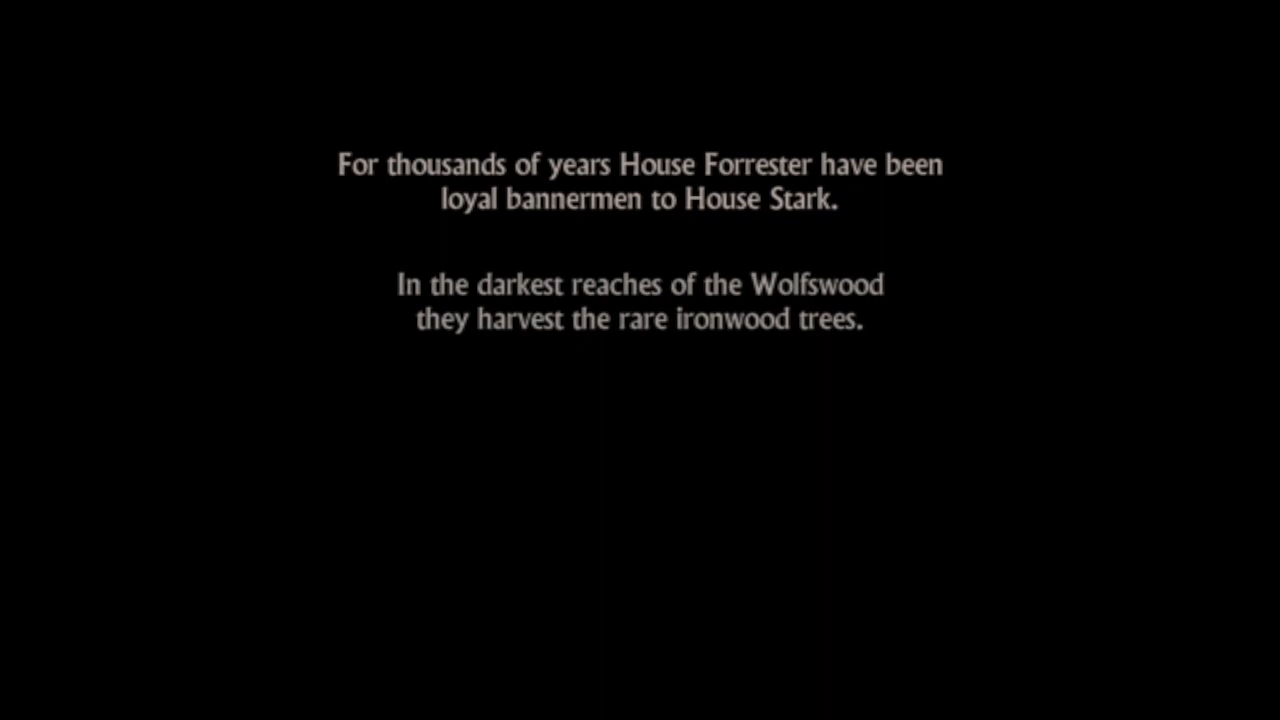 For thousands of years House Forrester have been
loyal bannermen to House Stark.
In the darkest reaches of the Wolfswood
they harvest the rare ironwood trees.